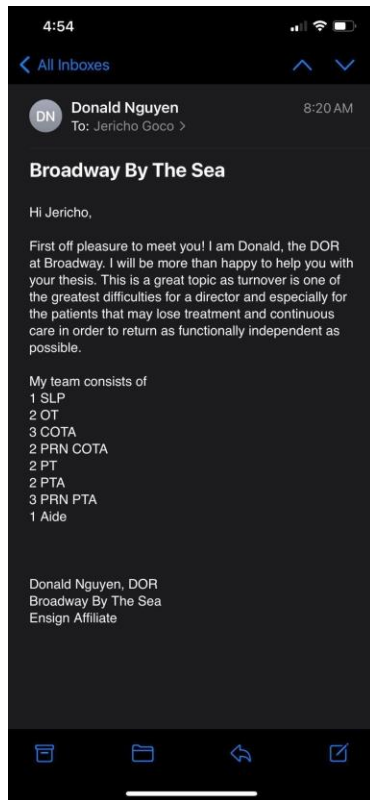 4:54
All Inboxes
DN
Donald Nguyen
8:20 AM
To: Jericho Goco >
Broadway By The Sea
Hi Jericho,
First off pleasure to meet you! I am Donald, the DOR
at Broadway. I will be more than happy to help you with
your thesis. This is a great topic as turnover is one of
the greatest difficulties for a director and especially for
the patients that may lose treatment and continuous
care in order to return as functionally independent as
possible.
My team consists of
1 SLP
2 OT
3 COTA
2 PRN COTA
2 PT
2 PTA
3 PRN PTA
1 Aide
Donald Nguyen, DOR
Broadway By The Sea
Ensign Affiliate